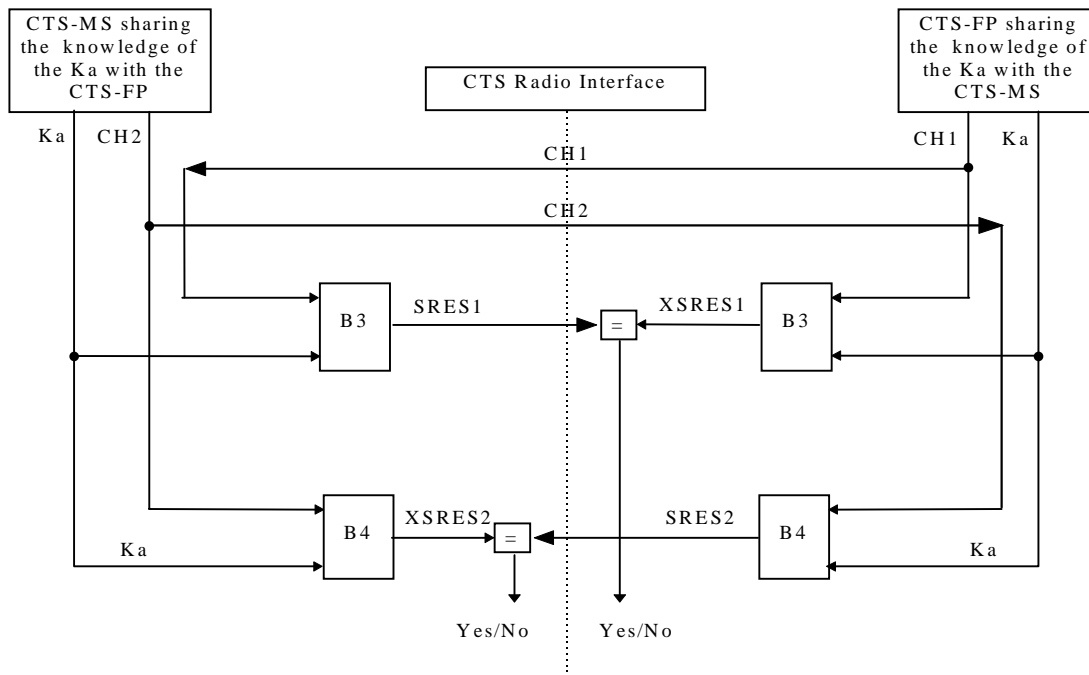 CTS-MS sharing
the knowledge of
the Ka with the
CTS-FP
CTS Radio Interface
CTS-FP sharing
the knowledge of
the Ka with the
CTS-MS
Ka
CH2
CH1
Ka
CH1
CH2
B3
SRES1
=
XSRES1
B3
B4
XSRES2
=
SRES2
B4
Ka
Ka
Yes/No
Yes/No